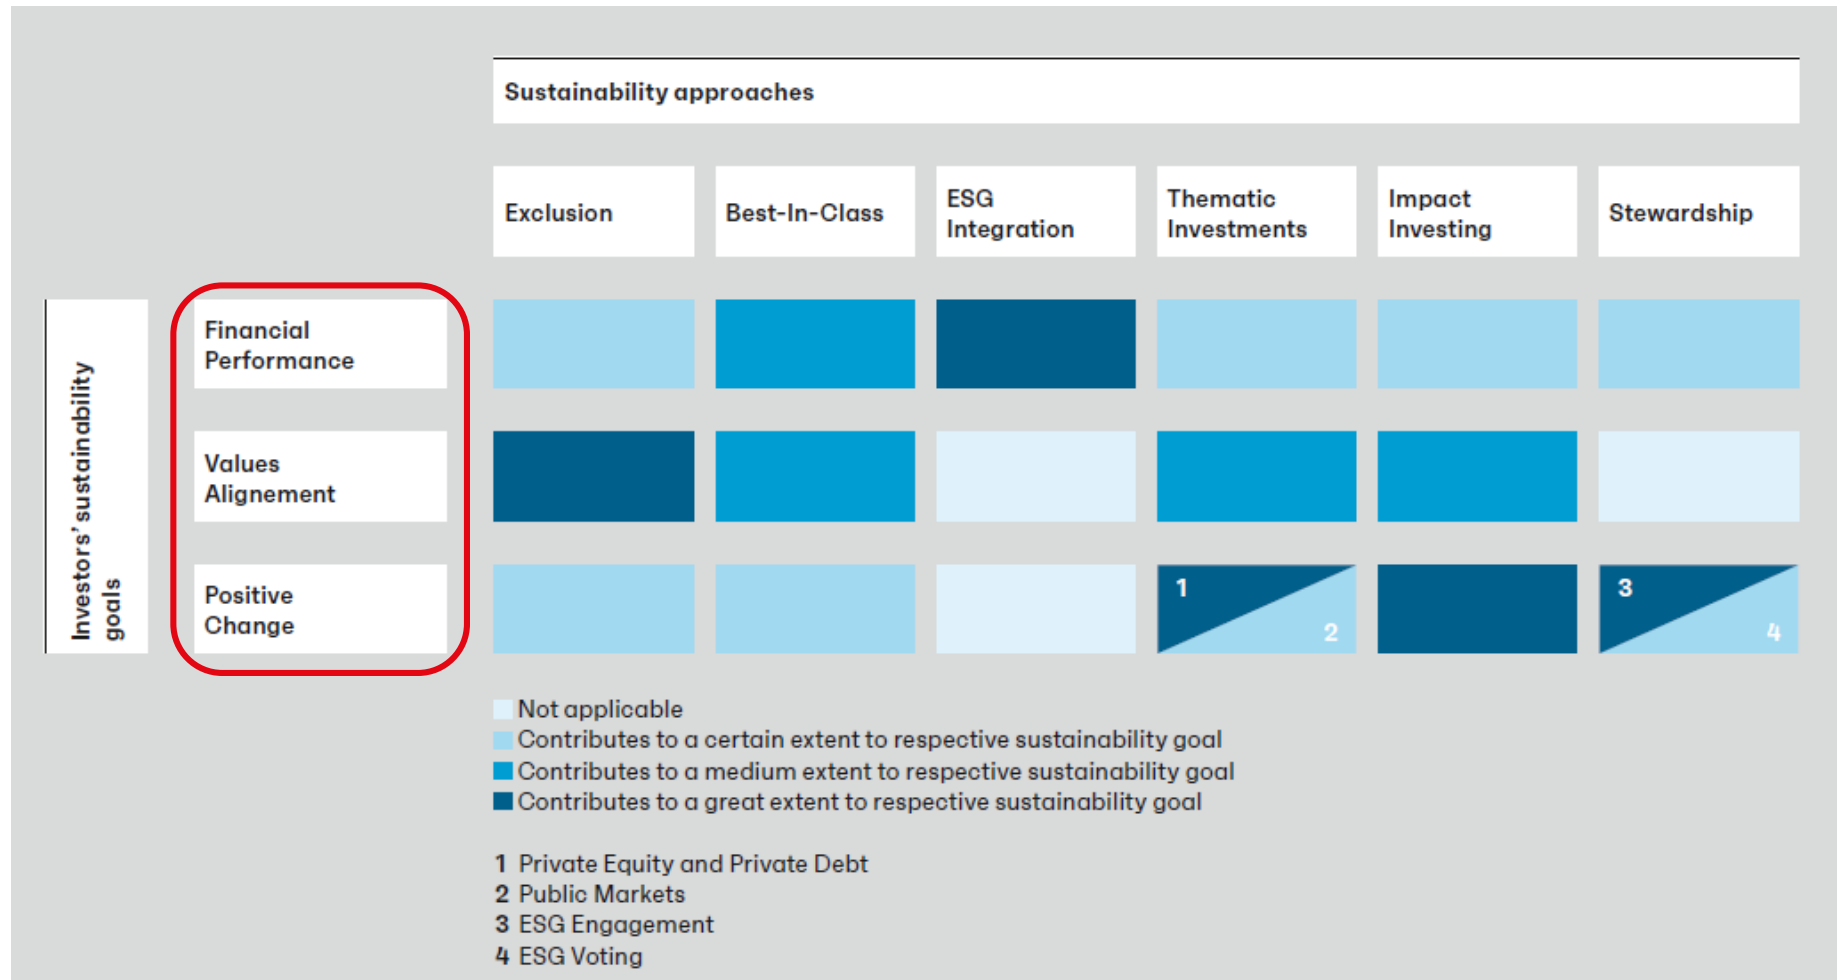 Sustainability approaches
Exclusion
Best-In-Class
ESG
Integration
Thematic
Investments
Impact
Investing
Stewardship
Investors' sustainability
goals
Financial
Performance
Values
Alignement
Positive
Change
1
2
3
4
Not applicable
Contributes to a certain extent to respective sustainability goal
Contributes to a medium extent to respective sustainability goal
Contributes to a great extent to respective sustainability goal
1 Private Equity and Private Debt
2 Public Markets
3 ESG Engagement
4 ESG Voting